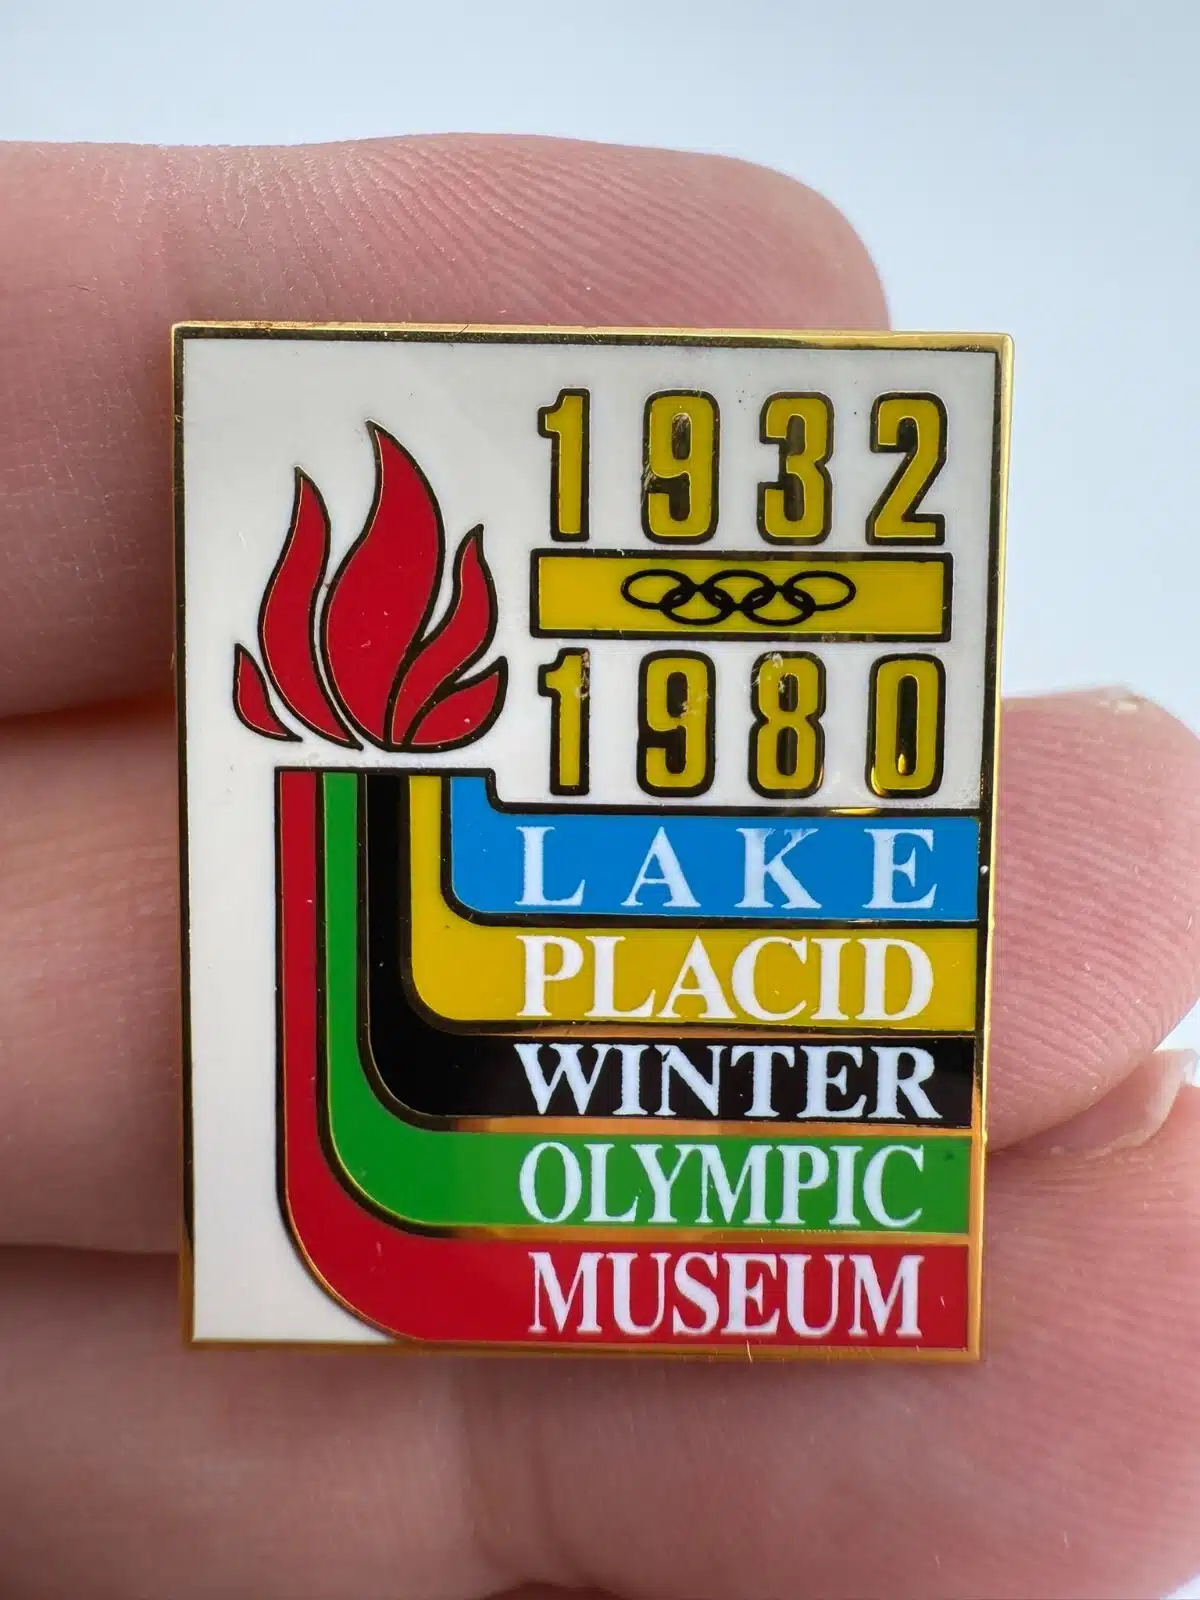 1932
1980
LAKE
PLACID
WINTER
OLYMPIC
MUSEUM